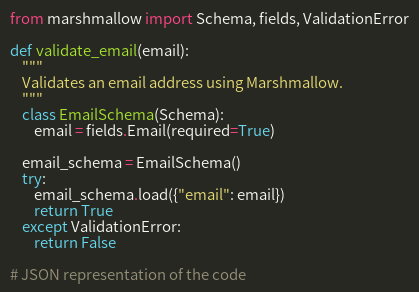 from marshmallow import Schema, fields, ValidationError

def validate_email(email):
    """
    Validates an email address using Marshmallow.
    """
    class EmailSchema(Schema):
        email = fields.Email(required=True)

    email_schema = EmailSchema()
    try:
        email_schema.load({"email": email})
        return True
    except ValidationError:
        return False

# JSON representation of the code